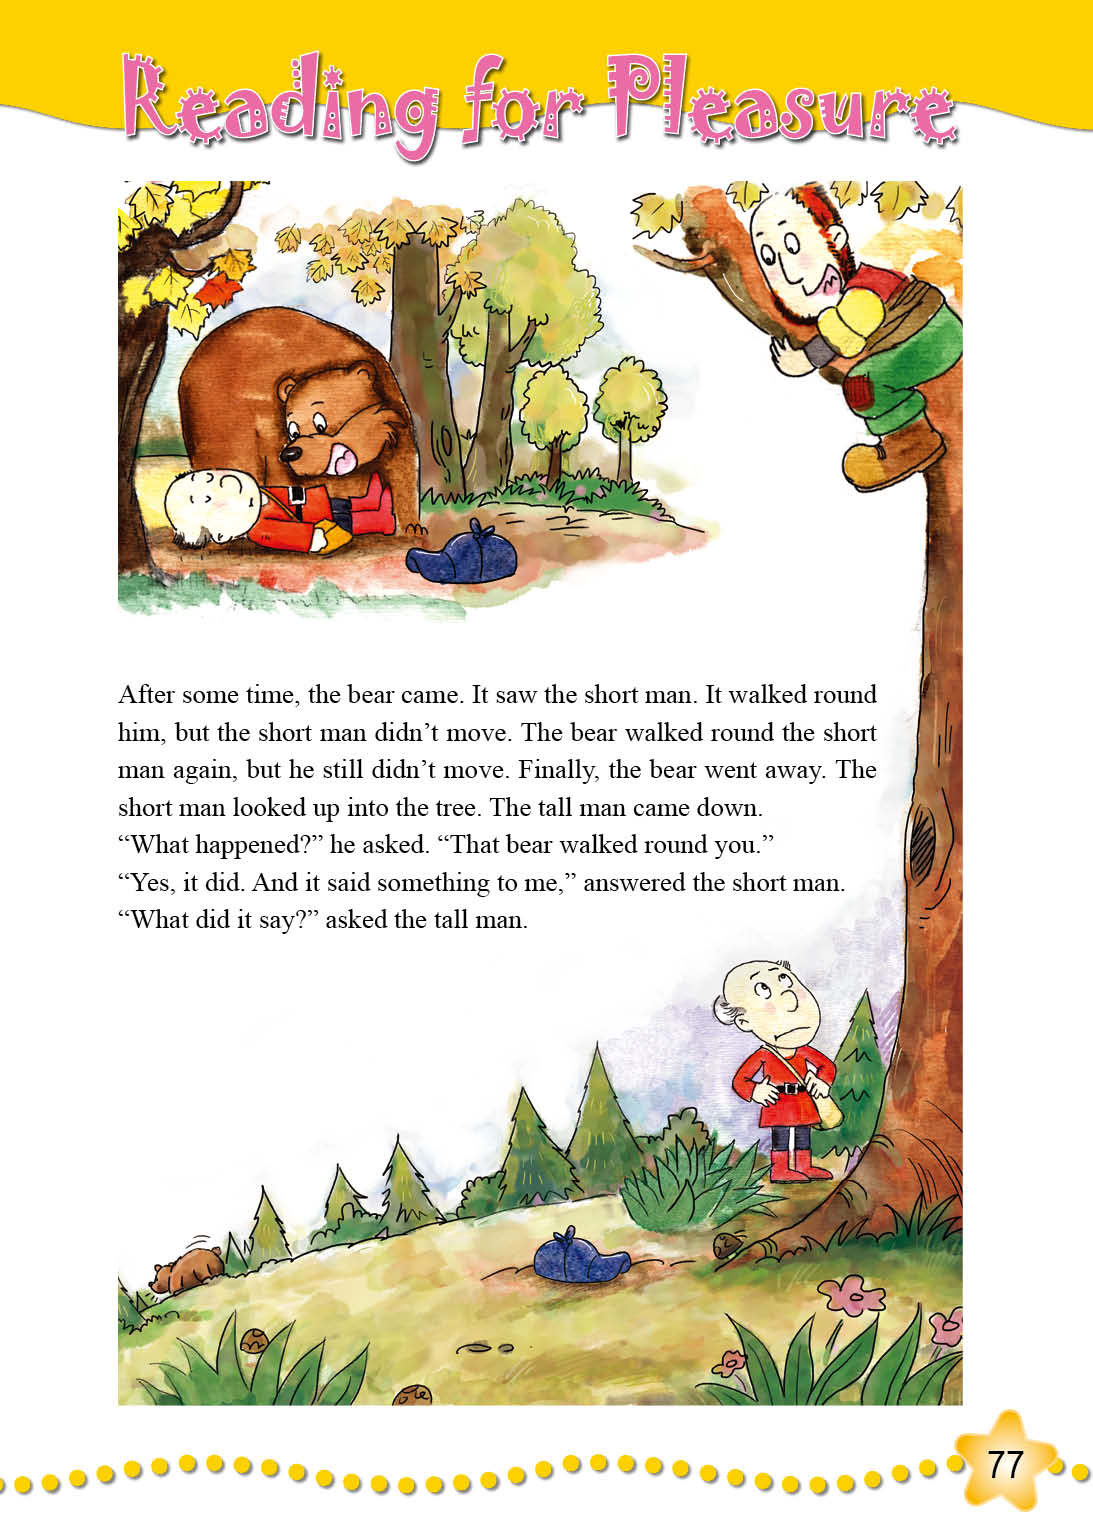 Reading for Pleasure
After some time, the bear came. It saw the short man. It walked round
him, but the short man didn’t move. The bear walked round the short
man again, but he still didn’t move. Finally, the bear went away. The
short man looked up into the tree. The tall man came down.
“What happened?” he asked. “That bear walked round you.”
“Yes, it did. And it said something to me,” answered the short man.
“What did it say?” asked the tall man.
77